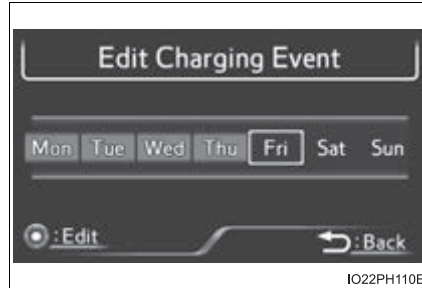 Edit Charging Event
Mon Tue Wed Thu Fri Sat Sun
:Edit :Back
IO22PH110E